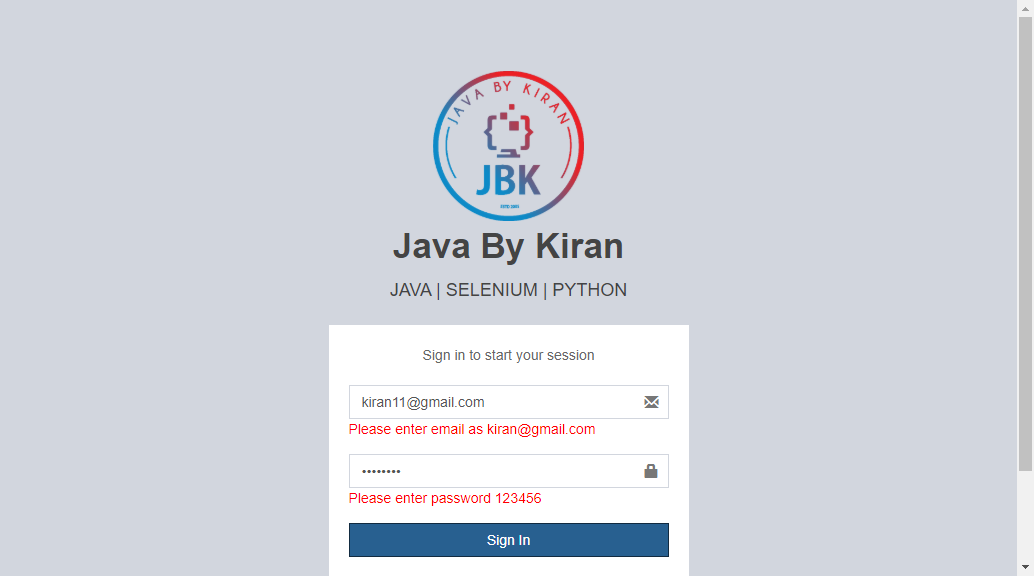 JAVA BY KIRAN
JBK
Java By Kiran
JAVA | SELENIUM | PYTHON
Sign in to start your session
kiran11@gmail.com
Please enter email as kiran@gmail.com
••••••••
Please enter password 123456
Sign In